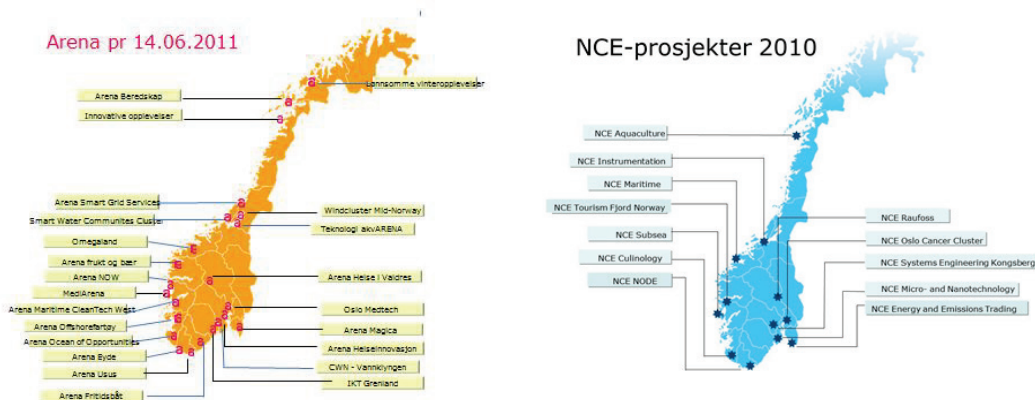 Arena pr 14.06.2011
Lønnsomme vinteropplevelser
Arena Beredskap
Innovative opplevelser
Arena Smart Grid Services
Smart Water Communites Cluster
Windcluster Mid-Norway
Teknologi akvARENA
Omegaland
Arena frukt og bær
Arena NOW
MediArena
Arena Maritime CleanTech West
Arena Offshorefartøy
Arena Ocean of Opportunities
Arena Eyde
Arena Usus
Arena Fritidsbåt
Arena Helse i Valdres
Oslo Medtech
Arena Magica
Arena Helseinnovasjon
CWN - Vannklyngen
IKT Grenland
NCE-prosjekter 2010
NCE Aquaculture
NCE Instrumentation
NCE Maritime
NCE Tourism Fjord Norway
NCE Subsea
NCE Culinology
NCE NODE
NCE Raufoss
NCE Oslo Cancer Cluster
NCE Systems Engineering Kongsberg
NCE Micro- and Nanotechnology
NCE Energy and Emissions Trading